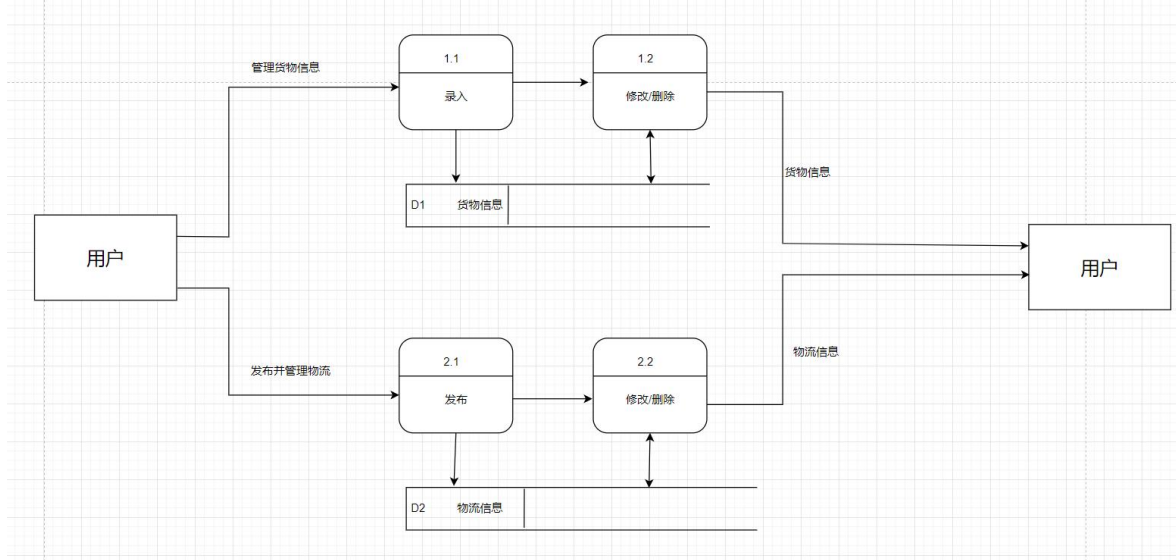 管理货物信息
1.1
录入
1.2
修改/删除
货物信息
D1 货物信息
用户
用户
发布并管理物流
2.1
发布
2.2
修改/删除
物流信息
D2 物流信息